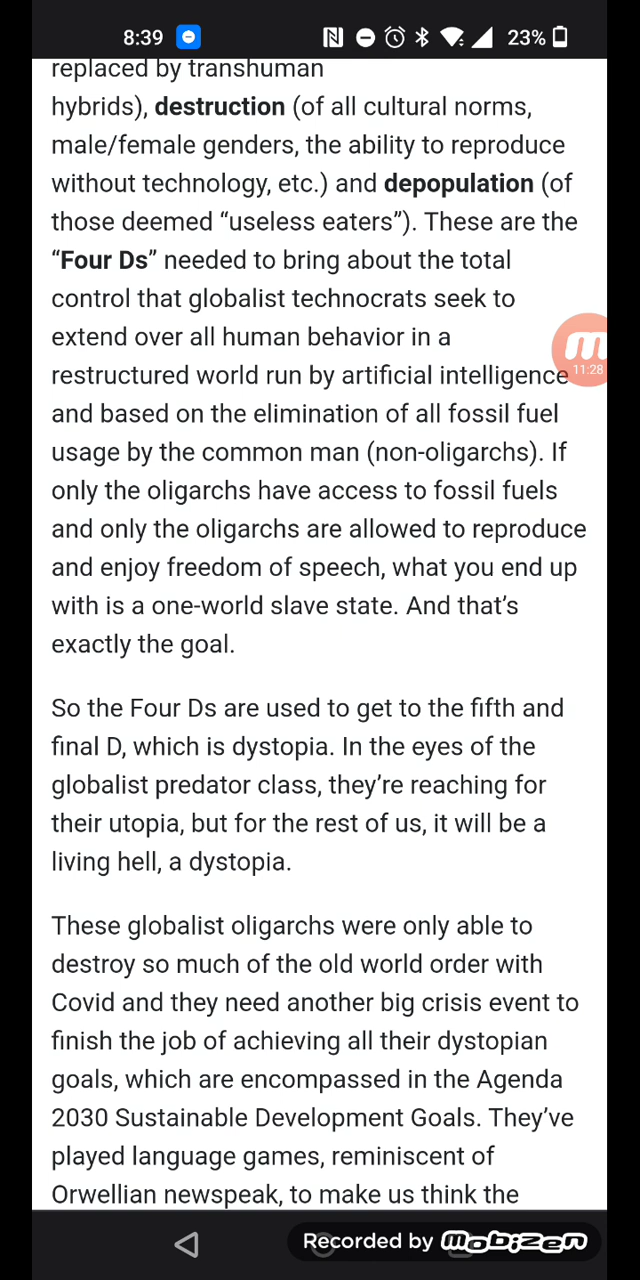 8:39
23%
replaced by transhuman
hybrids), destruction (of all cultural norms,
male/female genders, the ability to reproduce
without technology, etc.) and depopulation (of
those deemed “useless eaters”). These are the
“Four Ds” needed to bring about the total
control that globalist technocrats seek to
extend over all human behavior in a
restructured world run by artificial intelligence
m
11:28
and based on the elimination of all fossil fuel
usage by the common man (non-oligarchs). If
only the oligarchs have access to fossil fuels
and only the oligarchs are allowed to reproduce
and enjoy freedom of speech, what you end up
with is a one-world slave state. And that’s
exactly the goal.
So the Four Ds are used to get to the fifth and
final D, which is dystopia. In the eyes of the
globalist predator class, they’re reaching for
their utopia, but for the rest of us, it will be a
living hell, a dystopia.
These globalist oligarchs were only able to
destroy so much of the old world order with
Covid and they need another big crisis event to
finish the job of achieving all their dystopian
goals, which are encompassed in the Agenda
2030 Sustainable Development Goals. They’ve
played language games, reminiscent of
Orwellian newspeak, to make us think the
Recorded by Mobizen